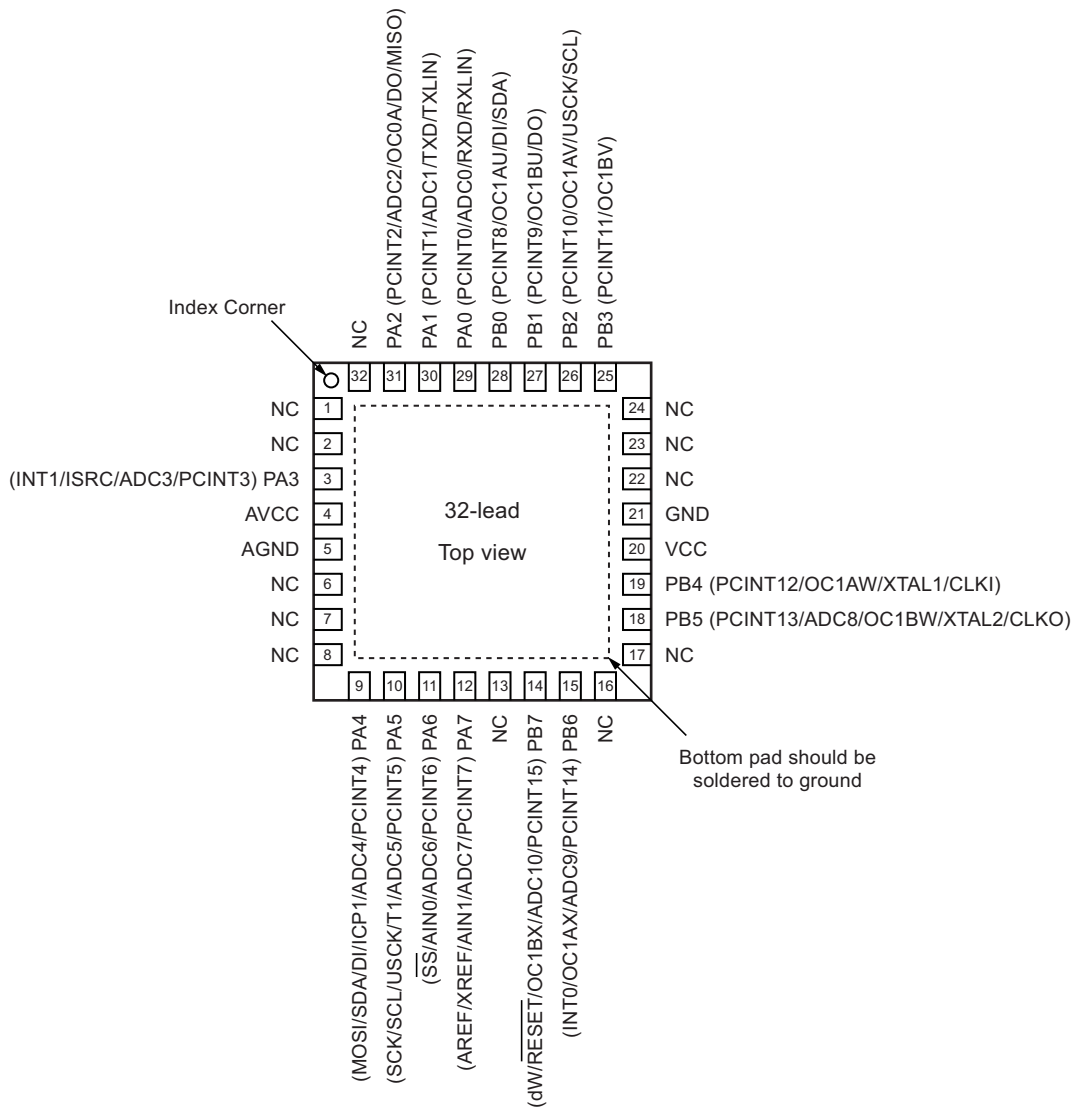 PA2 (PCINT2/ADC2/OC0A/DO/MISO)
PA1 (PCINT1/ADC1/TXD/TXLIN)
PA0 (PCINT0/ADC0/RXD/RXLIN)
PB0 (PCINT8/OC1AU/DI/SDA)
PB1 (PCINT9/OC1BU/DO)
PB2 (PCINT10/OC1AV/USCK/SCL)
PB3 (PCINT11/OC1BV)
Index Corner
NC
32
31
30
29
28
27
26
25
NC 1
NC 2
(INT1/ISRC/ADC3/PCINT3) PA3 3
AVCC 4
AGND 5
NC 6
NC 7
NC 8
32-lead
Top view
24 NC
23 NC
22 NC
21 GND
20 VCC
19 PB4 (PCINT12/OC1AW/XTAL1/CLKI)
18 PB5 (PCINT13/ADC8/OC1BW/XTAL2/CLKO)
17 NC
9
10
11
12
13
14
15
16
(MOSI/SDA/DI/ICP1/ADC4/PCINT4) PA4
(SCK/SCL/USCK/T1/ADC5/PCINT5) PA5
(SS/AIN0/ADC6/PCINT6) PA6
(AREF/XREF/AIN1/ADC7/PCINT7) PA7
NC
(dW/RESET/OC1BX/ADC10/PCINT15) PB7
(INT0/OC1AX/ADC9/PCINT14) PB6
NC
Bottom pad should be
soldered to ground